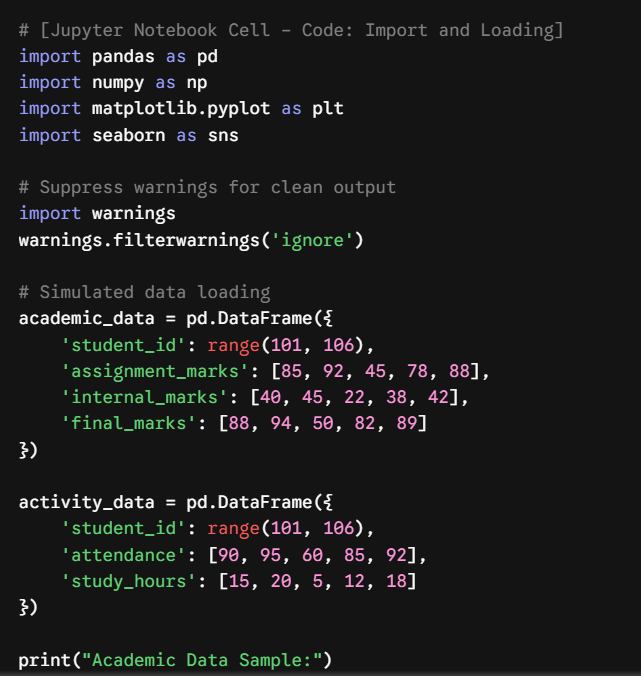 # [Jupyter Notebook Cell – Code: Import and Loading]
import pandas as pd
import numpy as np
import matplotlib.pyplot as plt
import seaborn as sns

# Suppress warnings for clean output
import warnings
warnings.filterwarnings('ignore')

# Simulated data loading
academic_data = pd.DataFrame({
    'student_id': range(101, 106),
    'assignment_marks': [85, 92, 45, 78, 88],
    'internal_marks': [40, 45, 22, 38, 42],
    'final_marks': [88, 94, 50, 82, 89]
})

activity_data = pd.DataFrame({
    'student_id': range(101, 106),
    'attendance': [90, 95, 60, 85, 92],
    'study_hours': [15, 20, 5, 12, 18]
})

print("Academic Data Sample:")